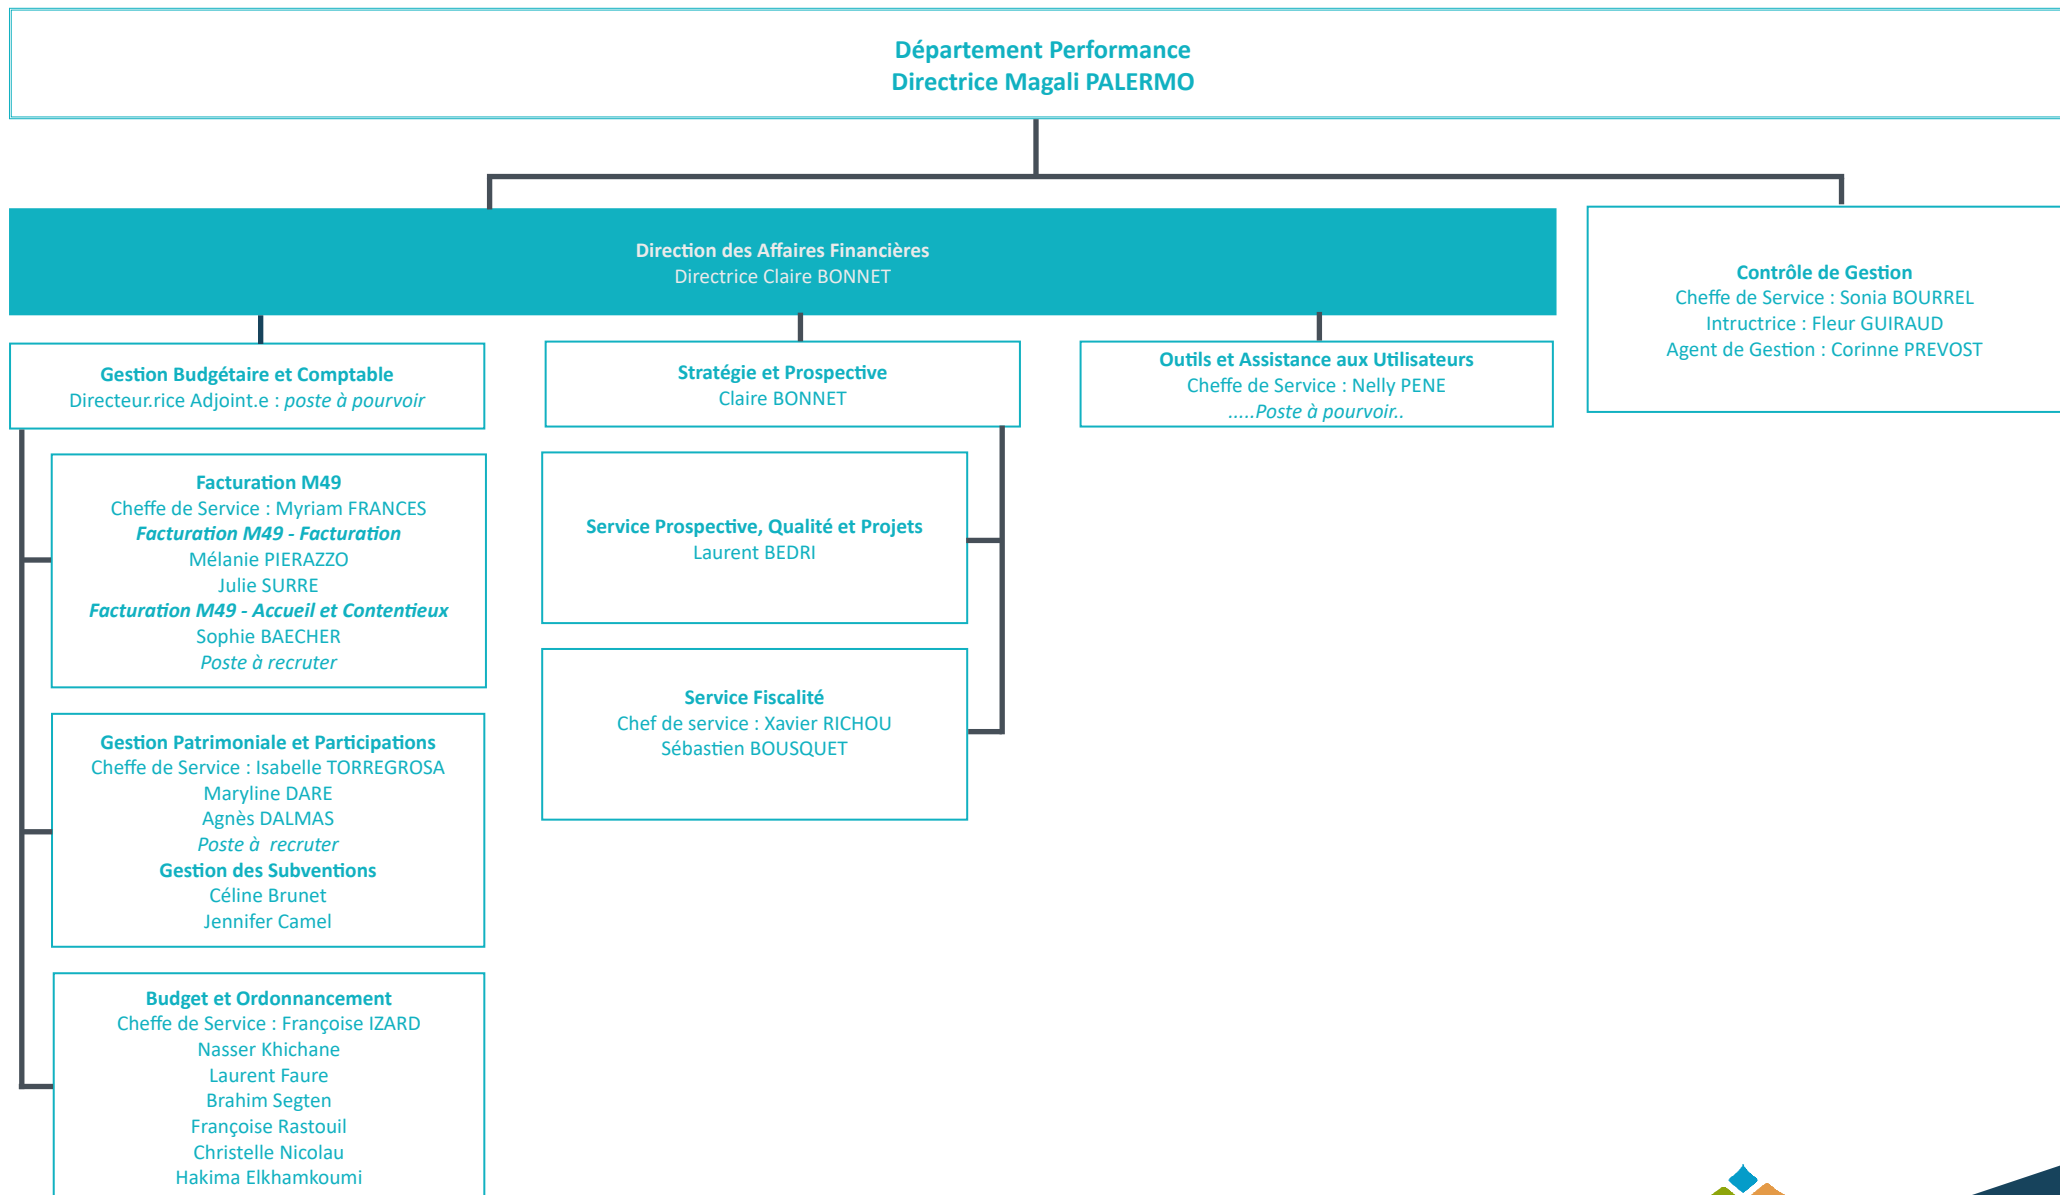 Département Performance
Directrice Magali PALERMO
Direction des Affaires Financières
Directrice Claire BONNET
Contrôle de Gestion
Cheffe de Service : Sonia BOURREL
Intructrice : Fleur GUIRAUD
Agent de Gestion : Corinne PREVOST
Gestion Budgétaire et Comptable
Directeur.rice Adjoint.e : poste à pourvoir
Stratégie et Prospective
Claire BONNET
Outils et Assistance aux Utilisateurs
Cheffe de Service : Nelly PENE
.....Poste à pourvoir..
Facturation M49
Cheffe de Service : Myriam FRANCES
Facturation M49 - Facturation
Mélanie PIERAZZO
Julie SURRE
Facturation M49 - Accueil et Contentieux
Sophie BAECHER
Poste à recruter
Service Prospective, Qualité et Projets
Laurent BEDRI
Service Fiscalité
Chef de service : Xavier RICHOU
Sébastien BOUSQUET
Gestion Patrimoniale et Participations
Cheffe de Service : Isabelle TORREGROSA
Maryline DARE
Agnès DALMAS
Poste à  recruter
Gestion des Subventions
Céline Brunet
Jennifer Camel
Budget et Ordonnancement
Cheffe de Service : Françoise IZARD
Nasser Khichane
Laurent Faure
Brahim Segten
Françoise Rastouil
Christelle Nicolau
Hakima Elkhamkoumi